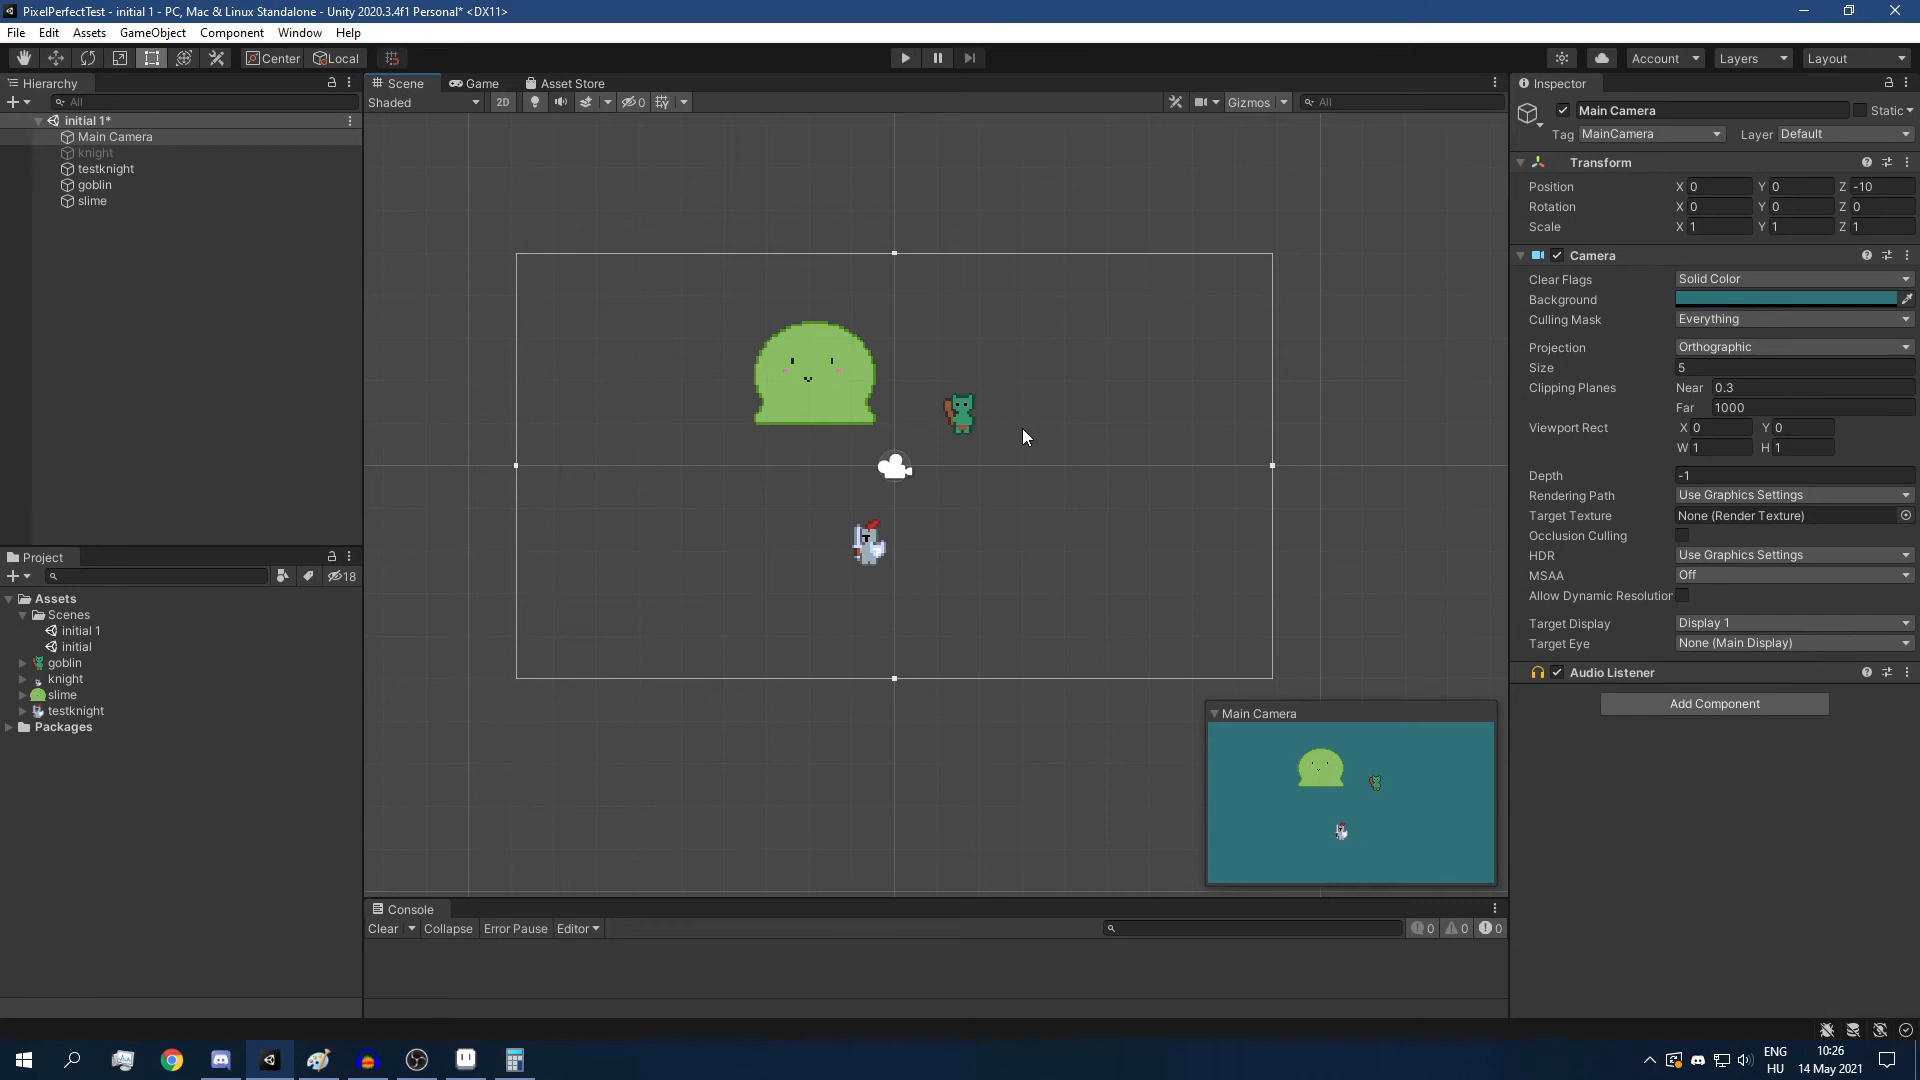 PixelPerfectTest - initial 1 - PC, Mac & Linux Standalone - Unity 2020.3.4f1 Personal* <DX11>
File Edit Assets GameObject Component Window Help
Center Local Account Layers Layout
Hierarchy
All
initial 1*
Main Camera
knight
testknight
goblin
slime
Project
18
Assets
Scenes
initial 1
initial
goblin
knight
slime
testknight
Packages
Scene Game Asset Store
Shaded 2D 0 Gizmos All
Main Camera
Console
Clear Collapse Error Pause Editor 0 0 0
Inspector
Main Camera Static
Tag MainCamera Layer Default
Transform
Position X 0 Y 0 Z -10
Rotation X 0 Y 0 Z 0
Scale X 1 Y 1 Z 1
Camera
Clear Flags Solid Color
Background
Culling Mask Everything
Projection Orthographic
Size 5
Clipping Planes Near 0.3
Far 1000
Viewport Rect X 0 Y 0
W 1 H 1
Depth -1
Rendering Path Use Graphics Settings
Target Texture None (Render Texture)
Occlusion Culling
HDR Use Graphics Settings
MSAA Off
Allow Dynamic Resolution
Target Display Display 1
Target Eye None (Main Display)
Audio Listener
Add Component
ENG 10:26
HU 14 May 2021